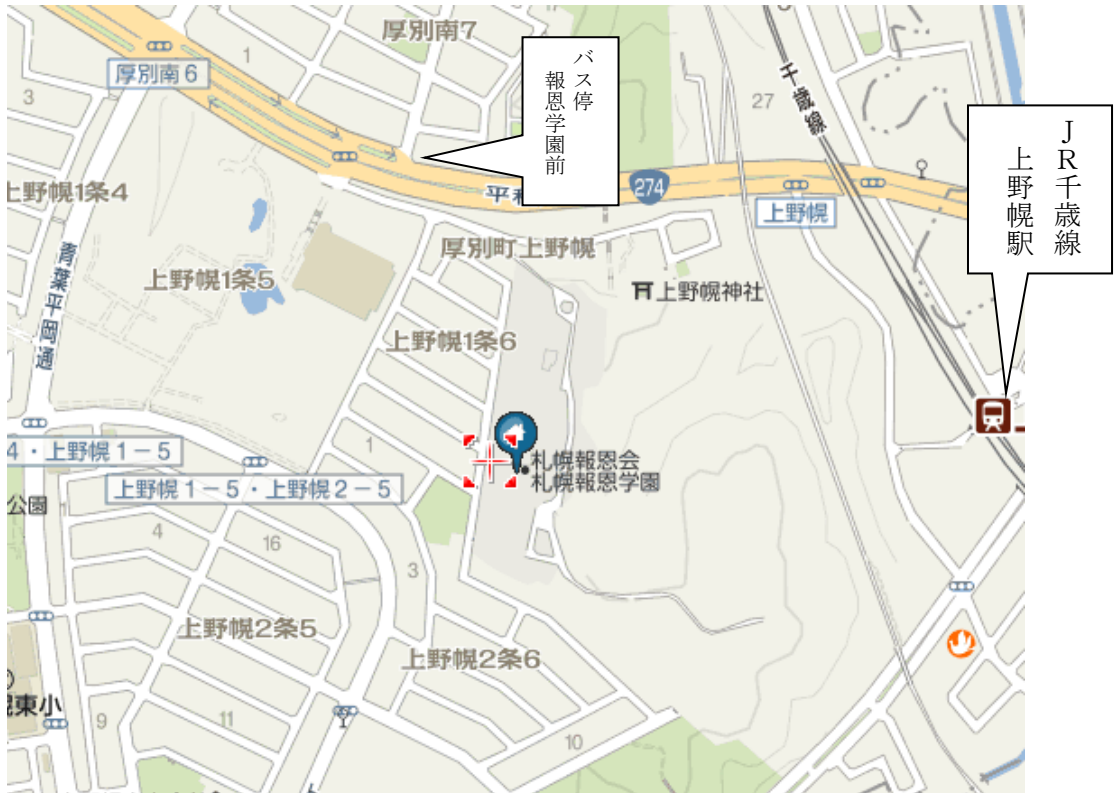 厚別南7
1
厚別南6
3
バス停
報恩学園前
千歳線
27
JR千歳線
上野幌駅
274
上野幌1条4
上野幌
青葉平岡通
厚別町上野幌
上野幌1条5
上野幌神社
上野幌1条6
1
4・上野幌1-5
札幌報恩会
札幌報恩学園
上野幌1-5・上野幌2-5
公園
4
16
3
上野幌2条5
上野幌2条6
幌東小
9
11
10